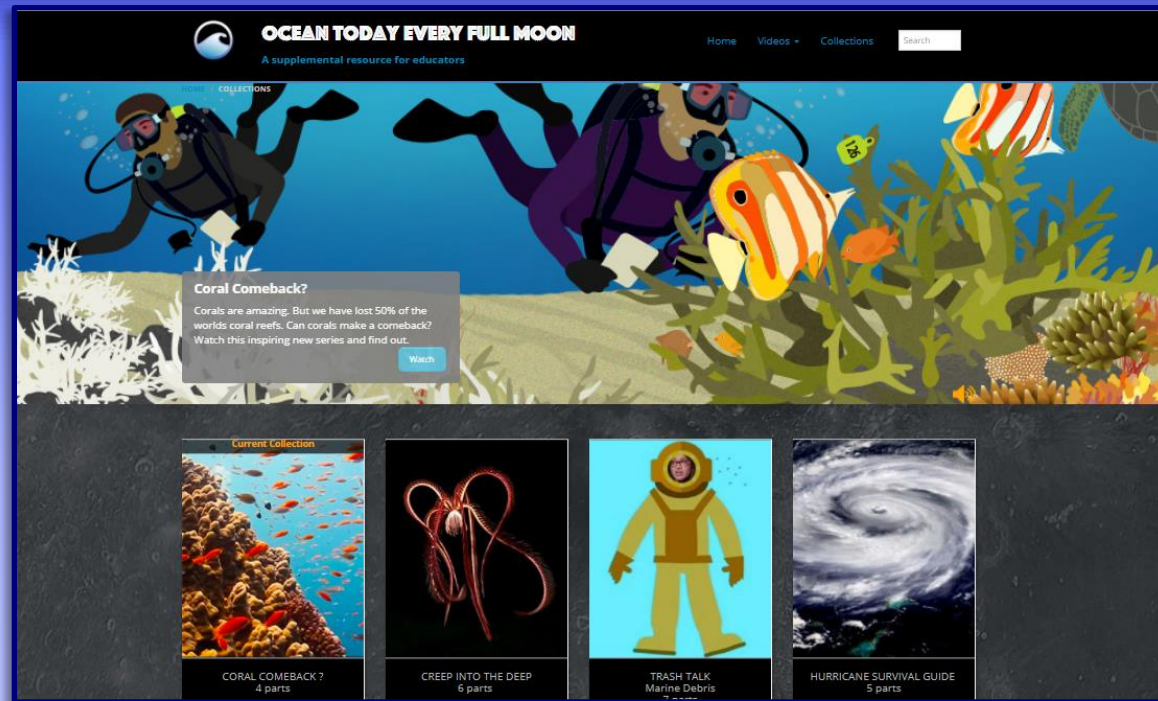 OCEAN TODAY EVERY FULL MOON
A supplemental resource for educators
Home Videos Collections Search
HOME / COLLECTIONS
126
Coral Comeback?
Corals are amazing. But we have lost 50% of the
worlds coral reefs. Can corals make a comeback?
Watch this inspiring new series and find out.
Watch
Current Collection
CORAL COMEBACK ?
4 parts
CREEP INTO THE DEEP
6 parts
TRASH TALK
Marine Debris
7 parts
HURRICANE SURVIVAL GUIDE
5 parts